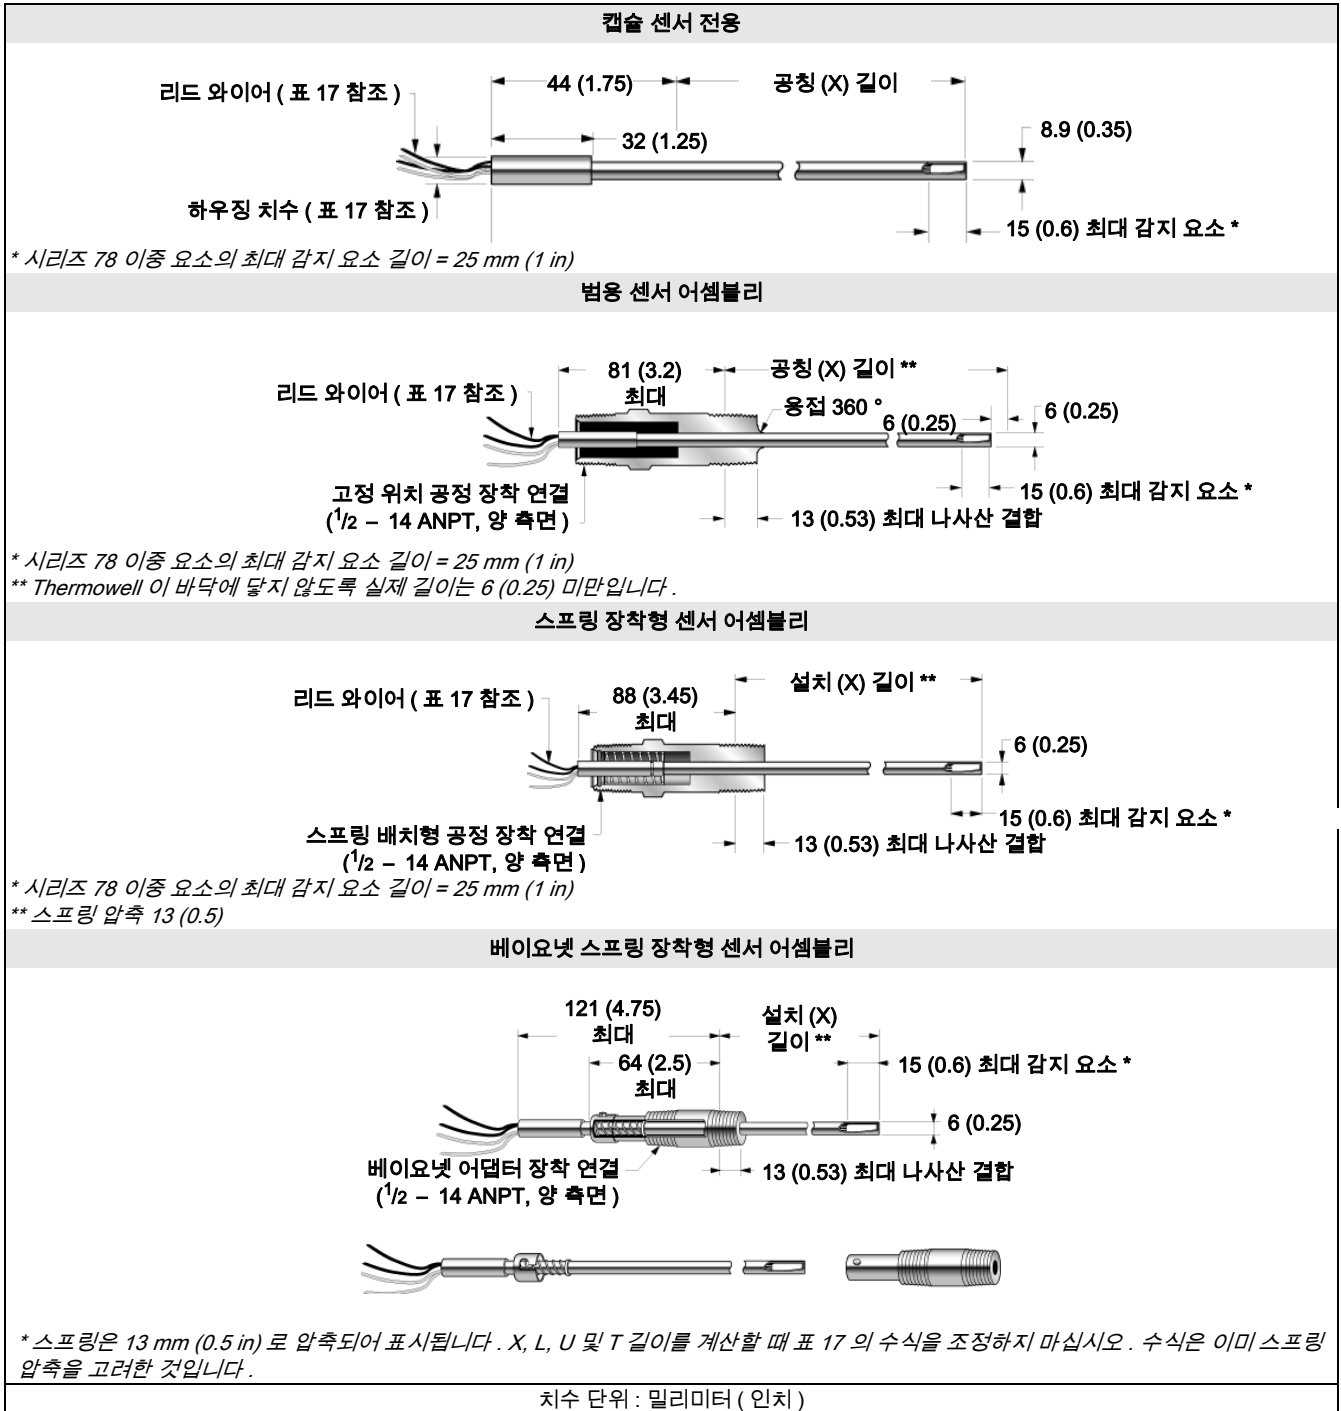 캡슐 센서 전용
44 (1.75)
공칭 (X) 길이
리드 와이어 ( 표 17 참조 )
32 (1.25)
8.9 (0.35)
하우징 치수 ( 표 17 참조 )
15 (0.6) 최대 감지 요소 *
* 시리즈 78 이중 요소의 최대 감지 요소 길이 = 25 mm (1 in)
범용 센서 어셈블리
81 (3.2)
최대
공칭 (X) 길이 **
리드 와이어 ( 표 17 참조 )
용접 360 °
6 (0.25)
6 (0.25)
고정 위치 공정 장착 연결
(1/2 – 14 ANPT, 양 측면 )
15 (0.6) 최대 감지 요소 *
13 (0.53) 최대 나사산 결합
* 시리즈 78 이중 요소의 최대 감지 요소 길이 = 25 mm (1 in)
** Thermowell 이 바닥에 닿지 않도록 실제 길이는 6 (0.25) 미만입니다 .
스프링 장착형 센서 어셈블리
설치 (X) 길이 **
리드 와이어 ( 표 17 참조 )
88 (3.45)
최대
6 (0.25)
스프링 배치형 공정 장착 연결
(1/2 – 14 ANPT, 양 측면 )
15 (0.6) 최대 감지 요소 *
13 (0.53) 최대 나사산 결합
* 시리즈 78 이중 요소의 최대 감지 요소 길이 = 25 mm (1 in)
** 스프링 압축 13 (0.5)
베이요넷 스프링 장착형 센서 어셈블리
121 (4.75)
최대
설치 (X)
길이 **
64 (2.5)
최대
15 (0.6) 최대 감지 요소 *
6 (0.25)
베이요넷 어댑터 장착 연결
(1/2 – 14 ANPT, 양 측면 )
13 (0.53) 최대 나사산 결합
* 스프링은 13 mm (0.5 in) 로 압축되어 표시됩니다 . X, L, U 및 T 길이를 계산할 때 표 17 의 수식을 조정하지 마십시오 . 수식은 이미 스프링
압축을 고려한 것입니다 .
치수 단위 : 밀리미터 ( 인치 )